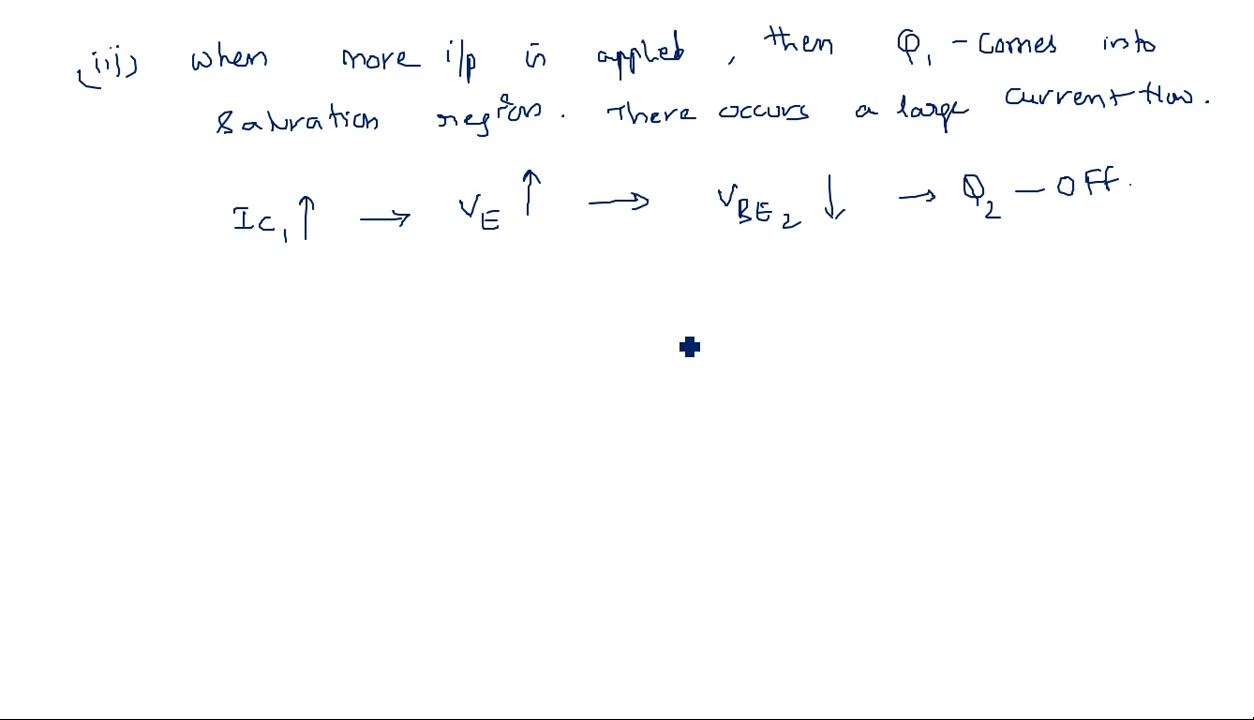 (iii) when more i/p is applied, then Q₁ - comes into
saturation region. There occurs a large current flow.
Ic₁ ↑ → VE ↑ → VBE₂ ↓ → Q₂ - OFF.